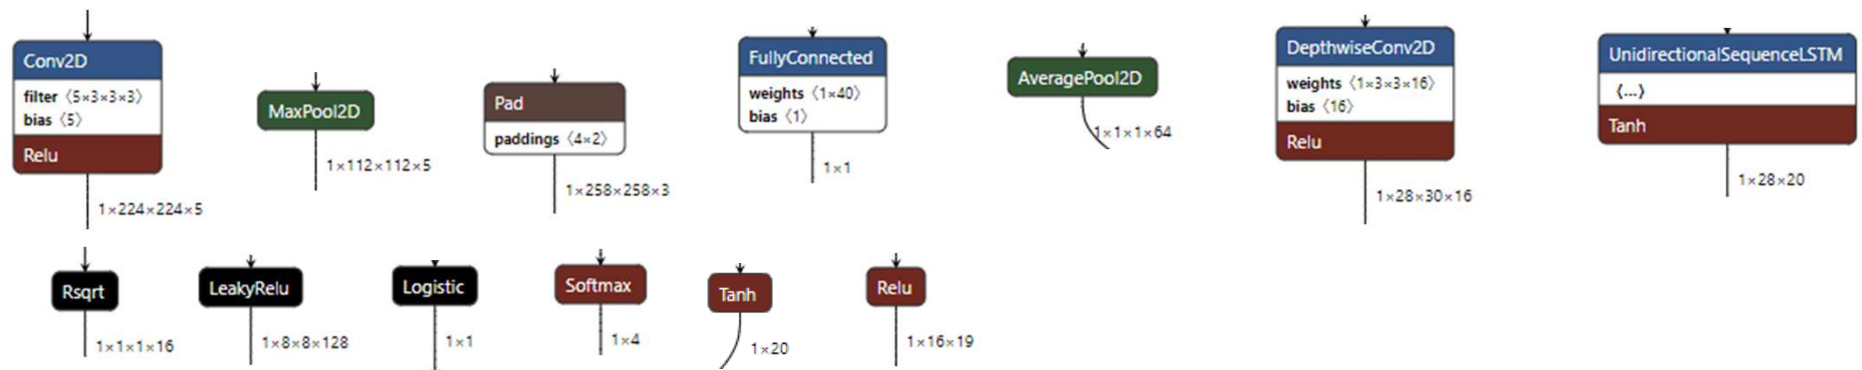 Conv2D
filter ⟨5×3×3×3⟩
bias ⟨5⟩
Relu
1×224×224×5
MaxPool2D
1×112×112×5
Pad
paddings ⟨4×2⟩
1×258×258×3
FullyConnected
weights ⟨1×40⟩
bias ⟨1⟩
1×1
AveragePool2D
1×1×1×64
DepthwiseConv2D
weights ⟨1×3×3×16⟩
bias ⟨16⟩
Relu
1×28×30×16
UnidirectionalSequenceLSTM
⟨...⟩
Tanh
1×28×20
Rsqrt
1×1×1×16
LeakyRelu
1×8×8×128
Logistic
1×1
Softmax
1×4
Tanh
1×20
Relu
1×16×19